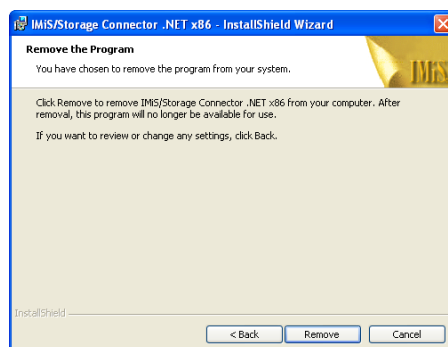 IMiS/Storage Connector .NET x86 - InstallShield Wizard
Remove the Program
You have chosen to remove the program from your system.
IMiS
Click Remove to remove IMiS/Storage Connector .NET x86 from your computer. After
removal, this program will no longer be available for use.
If you want to review or change any settings, click Back.
InstallShield
< Back Remove Cancel